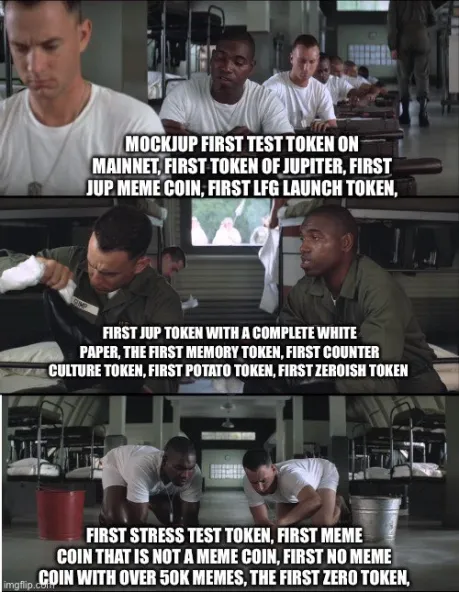 MOCKJUP FIRST TEST TOKEN ON
MAINNET, FIRST TOKEN OF JUPITER, FIRST
JUP MEME COIN, FIRST LFG LAUNCH TOKEN,
GUMP
FIRST JUP TOKEN WITH A COMPLETE WHITE
PAPER, THE FIRST MEMORY TOKEN, FIRST COUNTER
CULTURE TOKEN, FIRST POTATO TOKEN, FIRST ZEROISH TOKEN
FIRST STRESS TEST TOKEN, FIRST MEME
COIN THAT IS NOT A MEME COIN, FIRST NO MEME
COIN WITH OVER 50K MEMES, THE FIRST ZERO TOKEN,
imgflip.com